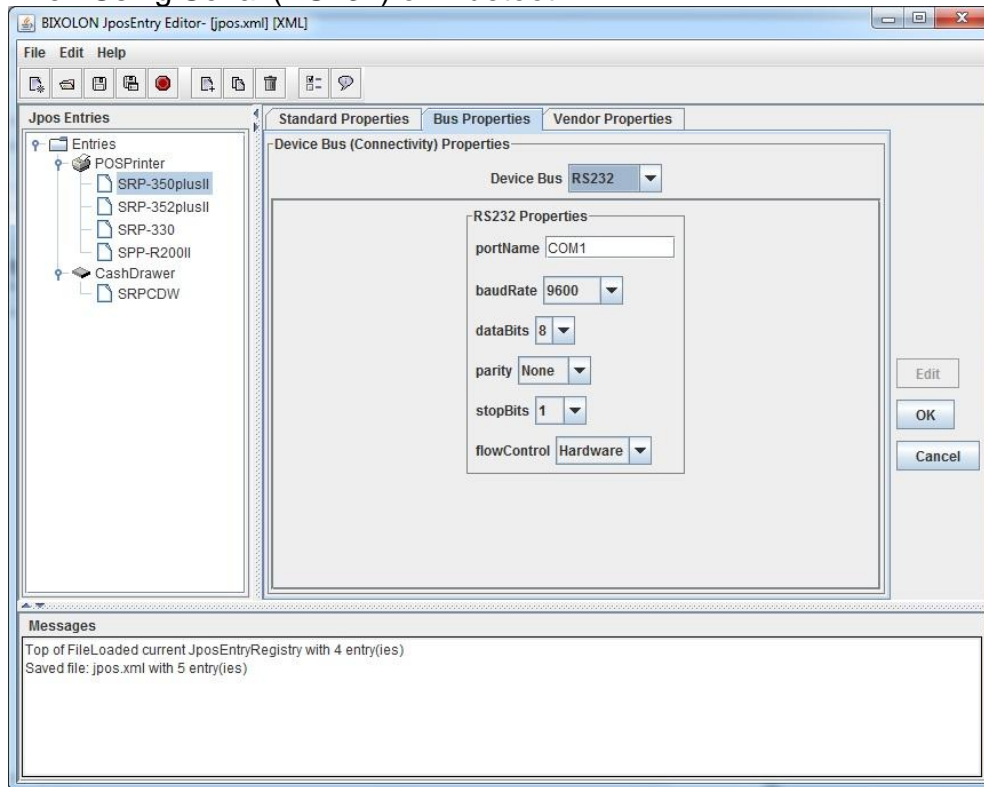 BIXOLON JposEntry Editor- [jpos.xml] [XML]
File Edit Help
Jpos Entries
Entries
POSPrinter
SRP-350plusII
SRP-352plusII
SRP-330
SPP-R200II
CashDrawer
SRPCDW
Standard Properties Bus Properties Vendor Properties
Device Bus (Connectivity) Properties
Device Bus RS232
RS232 Properties
portName COM1
baudRate 9600
dataBits 8
parity None
stopBits 1
flowControl Hardware
Edit
OK
Cancel
Messages
Top of FileLoaded current JposEntryRegistry with 4 entry(ies)
Saved file: jpos.xml with 5 entry(ies)